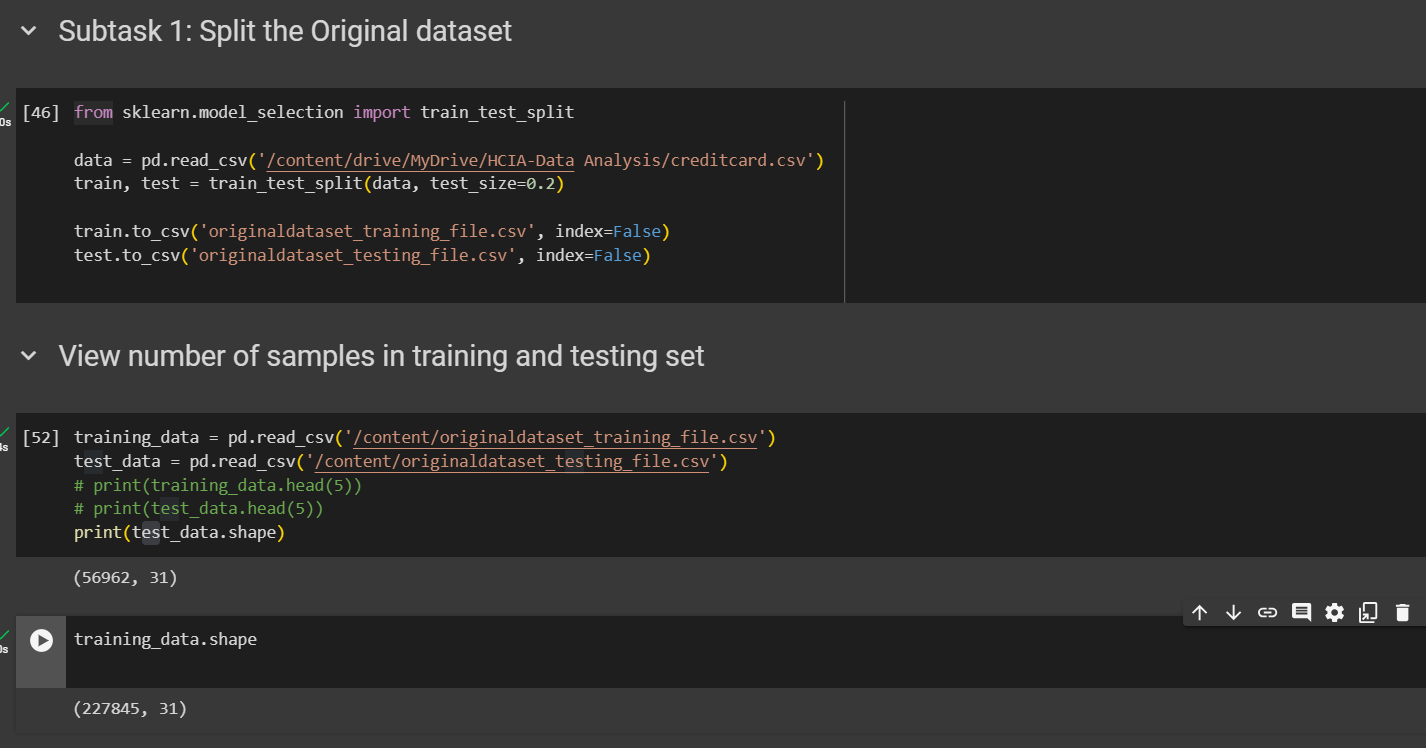 Subtask 1: Split the Original dataset
[46] from sklearn.model_selection import train_test_split
data = pd.read_csv('/content/drive/MyDrive/HCIA-Data Analysis/creditcard.csv')
train, test = train_test_split(data, test_size=0.2)
train.to_csv('originaldataset_training_file.csv', index=False)
test.to_csv('originaldataset_testing_file.csv', index=False)
View number of samples in training and testing set
[52] training_data = pd.read_csv('/content/originaldataset_training_file.csv')
test_data = pd.read_csv('/content/originaldataset_testing_file.csv')
# print(training_data.head(5))
# print(test_data.head(5))
print(test_data.shape)
(56962, 31)
training_data.shape
(227845, 31)